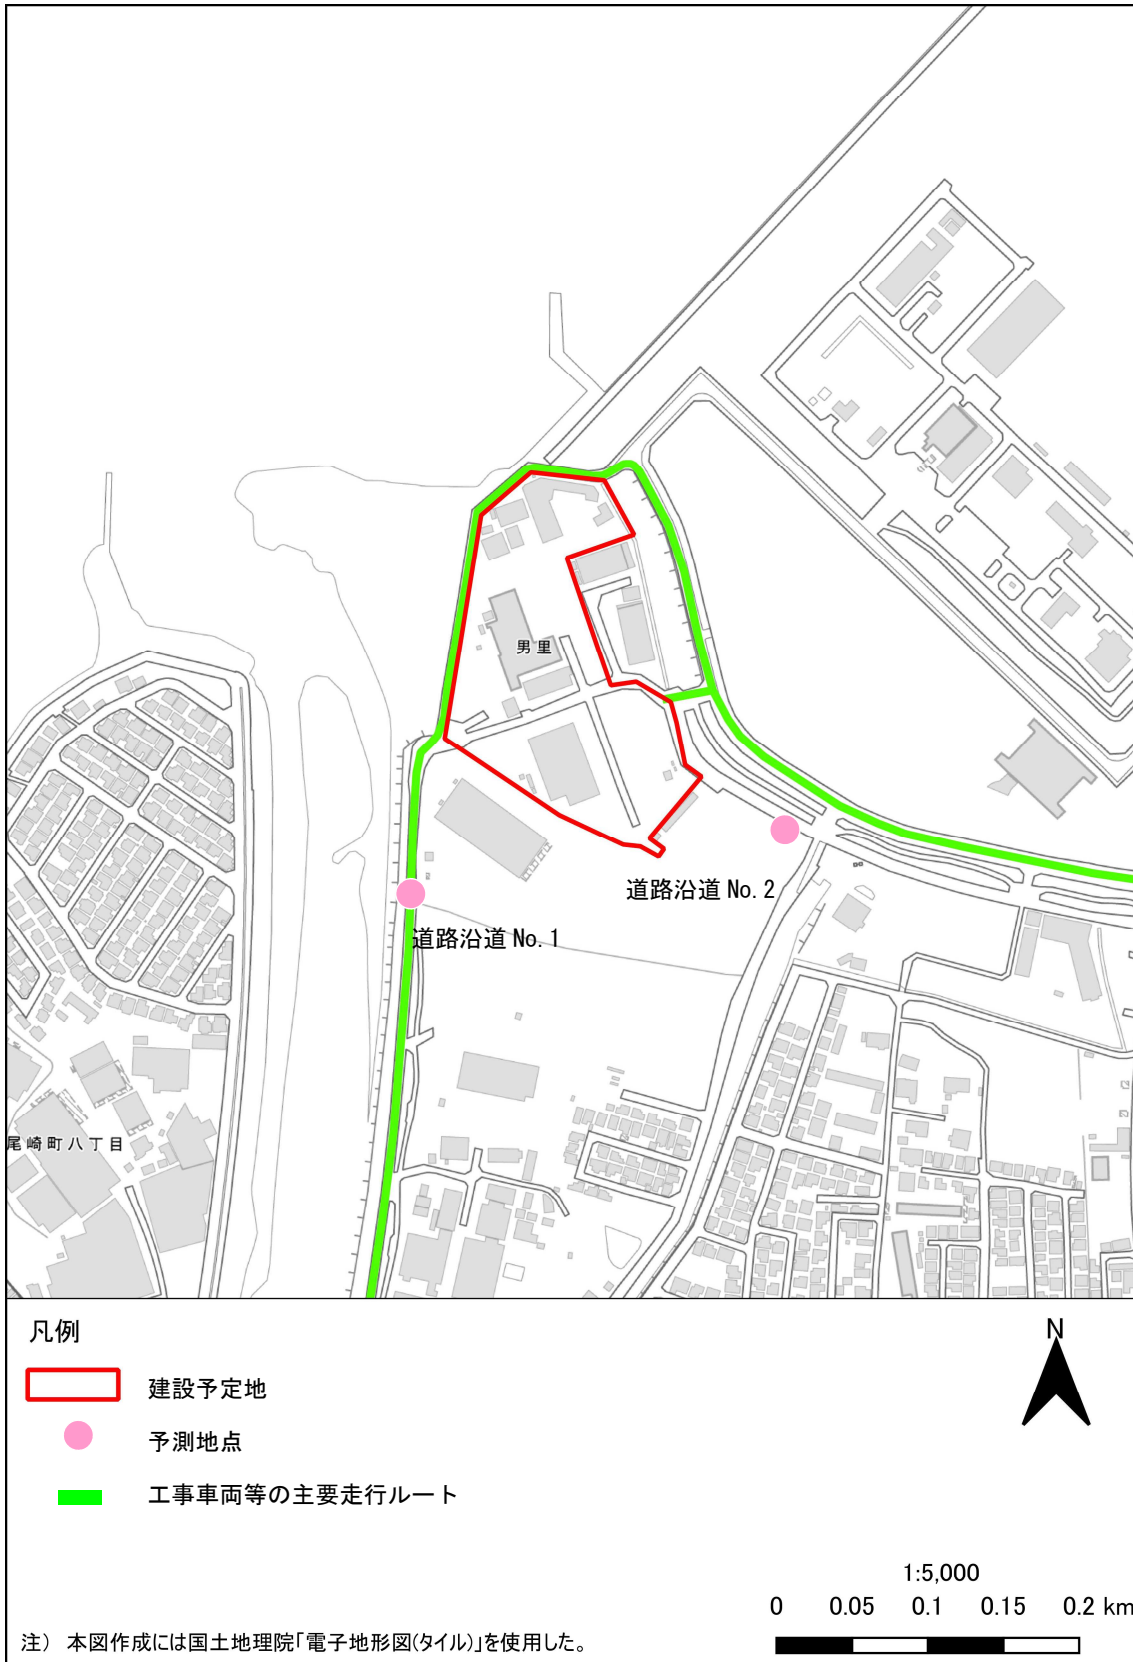 男里
道路沿道 No. 2
道路沿道 No. 1
尾崎町八丁目
凡例
N
建設予定地
予測地点
工事車両等の主要走行ルート
1:5,000
0 0.05 0.1 0.15 0.2 km
注) 本図作成には国土地理院「電子地形図(タイル)」を使用した。